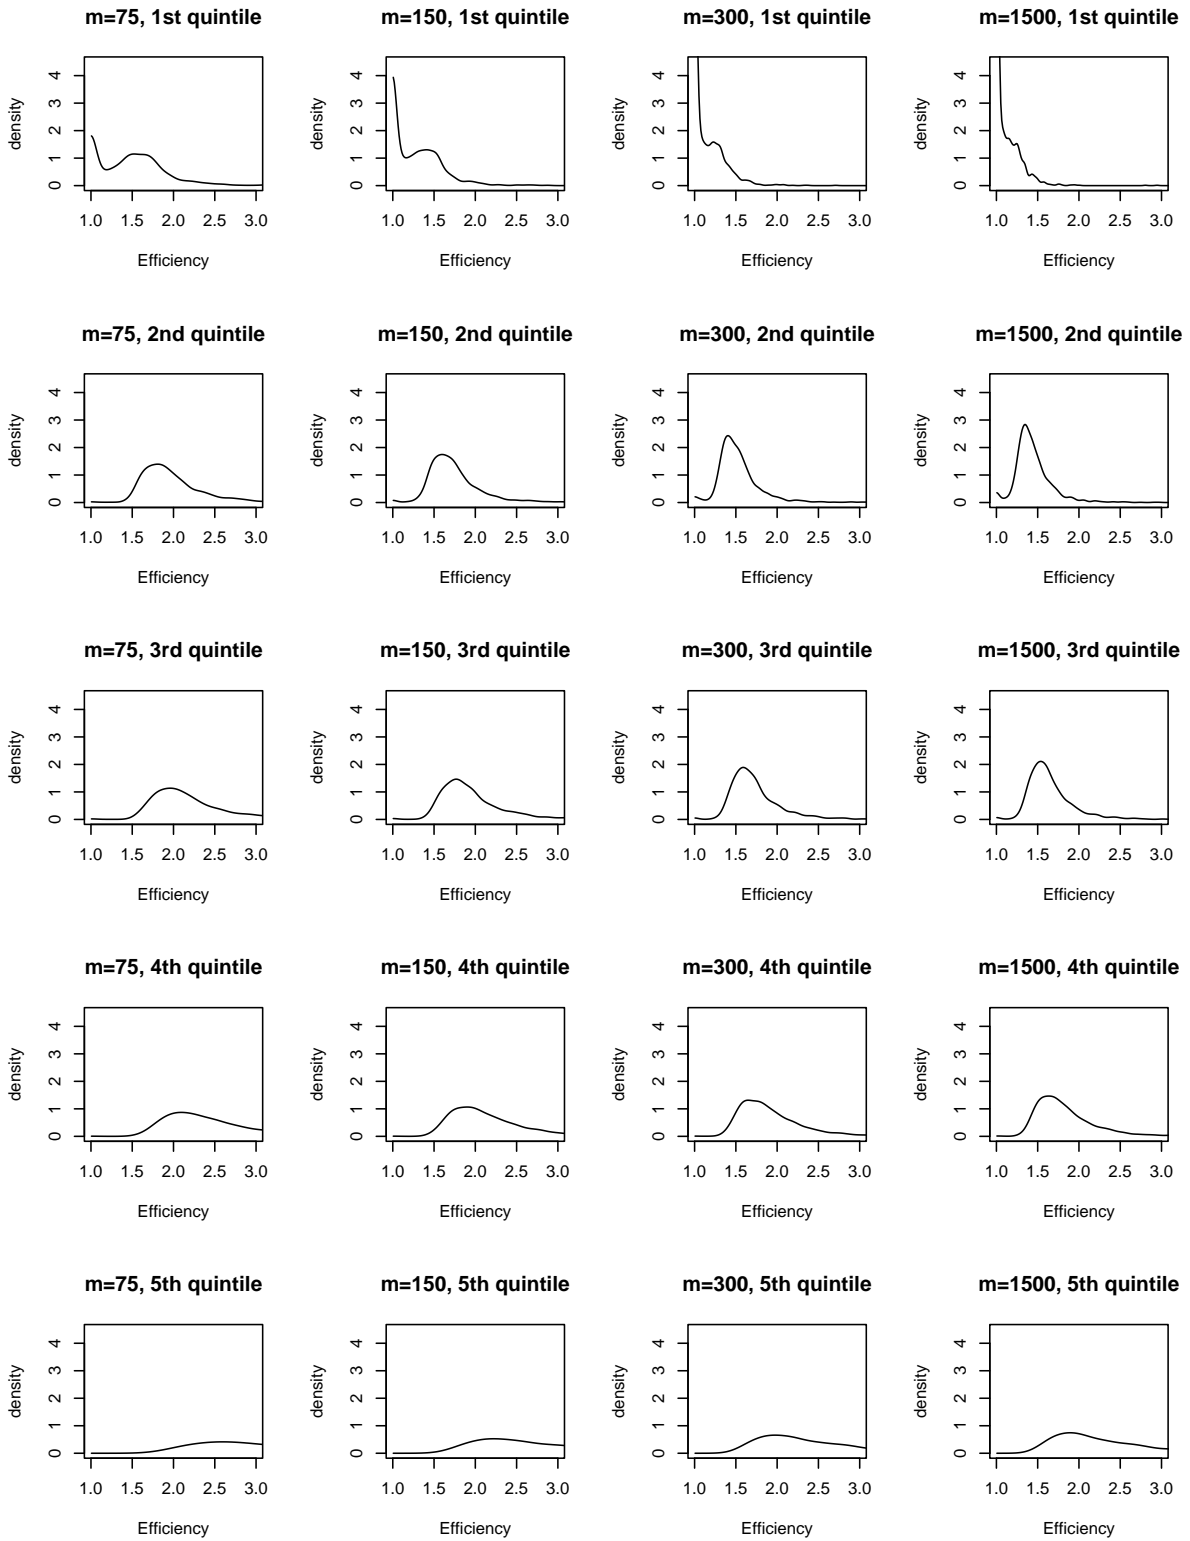 m=75, 1st quintile
density
0 1 2 3 4
1.0 1.5 2.0 2.5 3.0
Efficiency
m=150, 1st quintile
density
0 1 2 3 4
1.0 1.5 2.0 2.5 3.0
Efficiency
m=300, 1st quintile
density
0 1 2 3 4
1.0 1.5 2.0 2.5 3.0
Efficiency
m=1500, 1st quintile
density
0 1 2 3 4
1.0 1.5 2.0 2.5 3.0
Efficiency
m=75, 2nd quintile
density
0 1 2 3 4
1.0 1.5 2.0 2.5 3.0
Efficiency
m=150, 2nd quintile
density
0 1 2 3 4
1.0 1.5 2.0 2.5 3.0
Efficiency
m=300, 2nd quintile
density
0 1 2 3 4
1.0 1.5 2.0 2.5 3.0
Efficiency
m=1500, 2nd quintile
density
0 1 2 3 4
1.0 1.5 2.0 2.5 3.0
Efficiency
m=75, 3rd quintile
density
0 1 2 3 4
1.0 1.5 2.0 2.5 3.0
Efficiency
m=150, 3rd quintile
density
0 1 2 3 4
1.0 1.5 2.0 2.5 3.0
Efficiency
m=300, 3rd quintile
density
0 1 2 3 4
1.0 1.5 2.0 2.5 3.0
Efficiency
m=1500, 3rd quintile
density
0 1 2 3 4
1.0 1.5 2.0 2.5 3.0
Efficiency
m=75, 4th quintile
density
0 1 2 3 4
1.0 1.5 2.0 2.5 3.0
Efficiency
m=150, 4th quintile
density
0 1 2 3 4
1.0 1.5 2.0 2.5 3.0
Efficiency
m=300, 4th quintile
density
0 1 2 3 4
1.0 1.5 2.0 2.5 3.0
Efficiency
m=1500, 4th quintile
density
0 1 2 3 4
1.0 1.5 2.0 2.5 3.0
Efficiency
m=75, 5th quintile
density
0 1 2 3 4
1.0 1.5 2.0 2.5 3.0
Efficiency
m=150, 5th quintile
density
0 1 2 3 4
1.0 1.5 2.0 2.5 3.0
Efficiency
m=300, 5th quintile
density
0 1 2 3 4
1.0 1.5 2.0 2.5 3.0
Efficiency
m=1500, 5th quintile
density
0 1 2 3 4
1.0 1.5 2.0 2.5 3.0
Efficiency